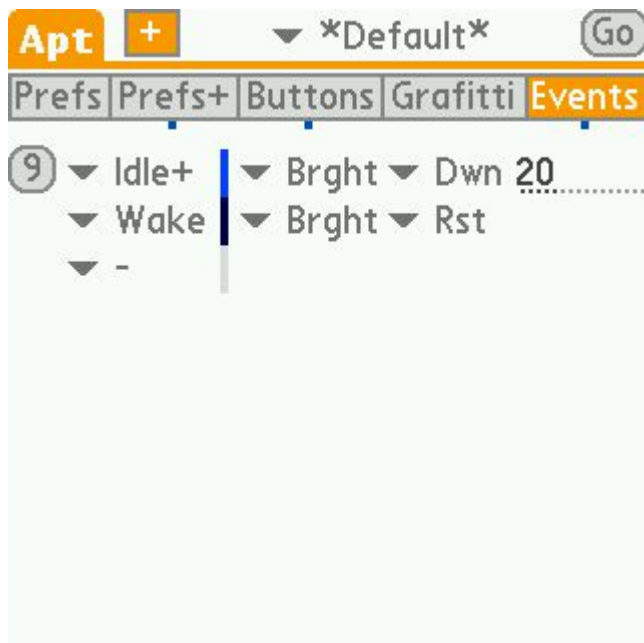 Apt + *Default* Go
Prefs Prefs+ Buttons Grafitti Events
9 Idle+ Brght Dwn 20
Wake Brght Rst
-